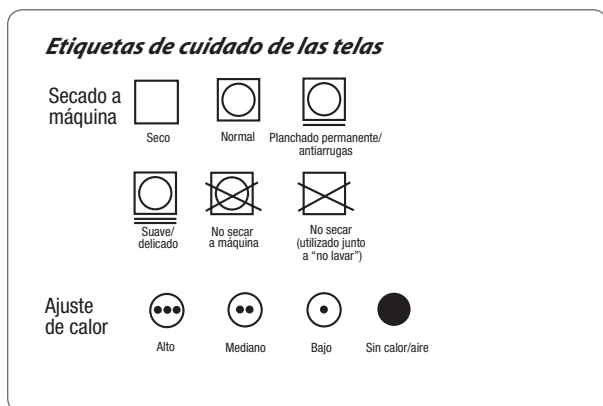 Etiquetas de cuidado de las telas
Secado a
máquina
Seco
Normal
Planchado permanente/
antiarrugas
Suave/
delicado
No secar
a máquina
No secar
(utilizado junto
a “no lavar”)
Ajuste
de calor
Alto
Mediano
Bajo
Sin calor/aire